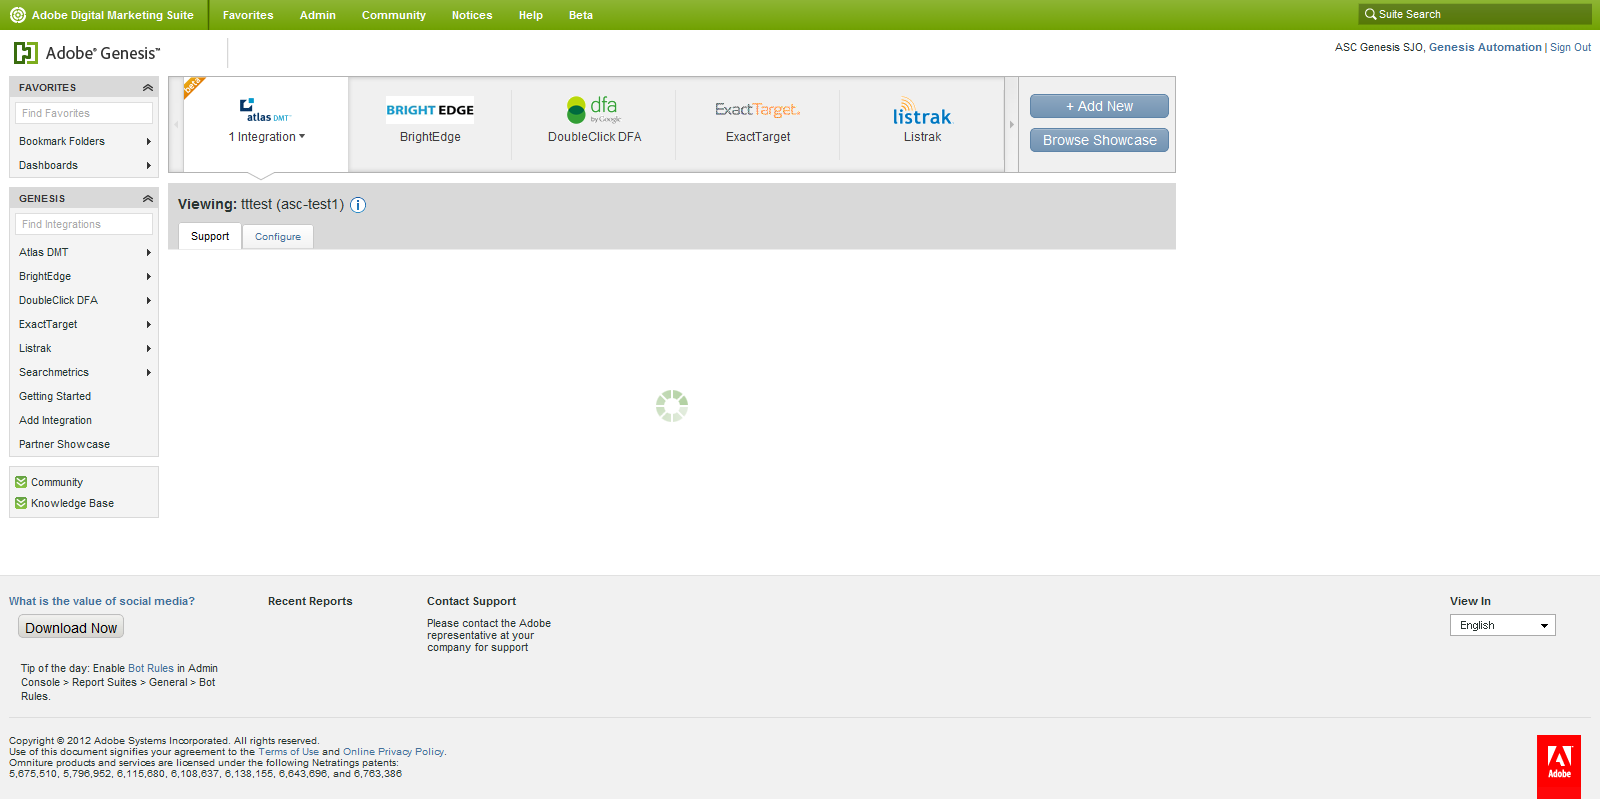 Adobe Digital Marketing Suite
Favorites
Admin
Community
Notices
Help
Beta
Suite Search
Adobe® Genesis™
ASC Genesis SJO, Genesis Automation | Sign Out
FAVORITES
Find Favorites
Bookmark Folders
Dashboards
GENESIS
Find Integrations
Atlas DMT
BrightEdge
DoubleClick DFA
ExactTarget
Listrak
Searchmetrics
Getting Started
Add Integration
Partner Showcase
Community
Knowledge Base
beta
atlas DMT™
1 Integration
BRIGHT EDGE
BrightEdge
dfa
by Google
DoubleClick DFA
ExactTarget.
ExactTarget
listrak
Listrak
+ Add New
Browse Showcase
Viewing: tttest (asc-test1)
Support
Configure
What is the value of social media?
Download Now
Tip of the day: Enable Bot Rules in Admin
Console > Report Suites > General > Bot
Rules.
Recent Reports
Contact Support
Please contact the Adobe
representative at your
company for support
View In
English
Copyright © 2012 Adobe Systems Incorporated. All rights reserved.
Use of this document signifies your agreement to the Terms of Use and Online Privacy Policy.
Omniture products and services are licensed under the following Netratings patents:
5,675,510, 5,796,952, 6,115,680, 6,108,637, 6,138,155, 6,643,696, and 6,763,386
Adobé